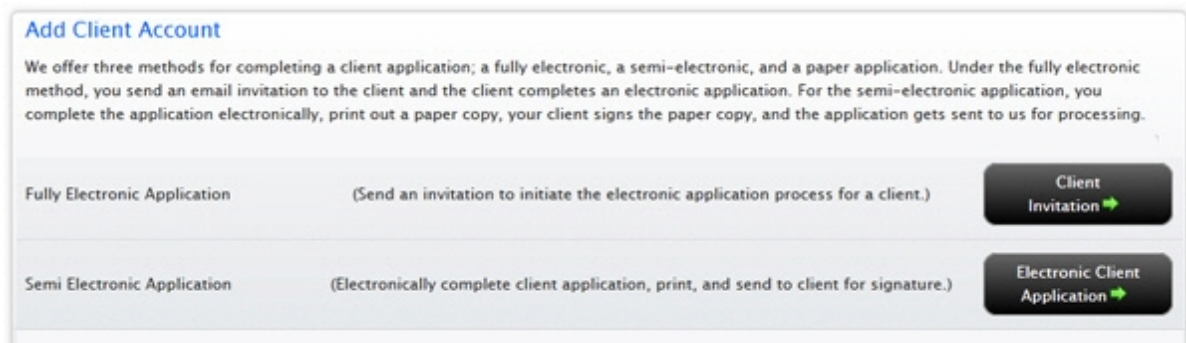 Add Client Account
We offer three methods for completing a client application; a fully electronic, a semi-electronic, and a paper application. Under the fully electronic
method, you send an email invitation to the client and the client completes an electronic application. For the semi-electronic application, you
complete the application electronically, print out a paper copy, your client signs the paper copy, and the application gets sent to us for processing.
Fully Electronic Application (Send an invitation to initiate the electronic application process for a client.) Client
Invitation
Semi Electronic Application (Electronically complete client application, print, and send to client for signature.) Electronic Client
Application